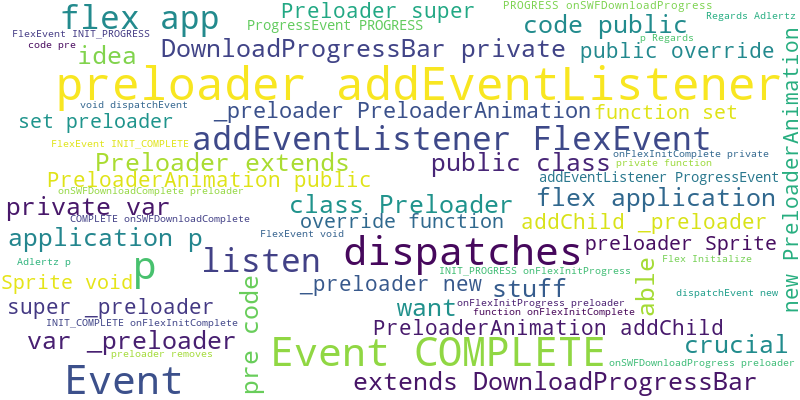 flex app
Preloader super
PROGRESS onSWFDownloadProgress
ProgressEvent PROGRESS
code public
Regards Adlertz
FlexEvent INIT_PROGRESS
code pre
p Regards
idea
DownloadProgressBar private
public override
preloader addEventListener
void dispatchEvent
_preloader PreloaderAnimation
function set
set preloader
addEventListener FlexEvent
FlexEvent INIT_COMPLETE
new PreloaderAnimation
Preloader extends
public class
onFlexInitComplete private
private function
PreloaderAnimation public
addEventListener ProgressEvent
onSWFDownloadComplete preloader
private var
class Preloader
flex application
COMPLETE onSWFDownloadComplete
override function
addChild _preloader
application p
FlexEvent void
dispatches
preloader Sprite
listen
Adlertz p
p
INIT_PROGRESS onFlexInitProgress
Flex Initialize
Sprite void
_preloader new
stuff
able
dispatchEvent new
super _preloader
pre code
want
onFlexInitProgress preloader
function onFlexInitComplete
INIT_COMPLETE onFlexInitComplete
PreloaderAnimation addChild
var _preloader
preloader removes
Event COMPLETE
crucial
onSWFDownloadProgress preloader
Event
extends DownloadProgressBar